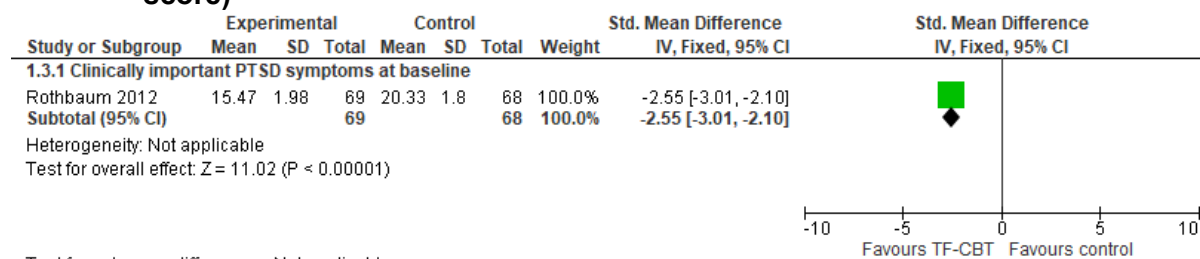 score)
Experimental Control Std. Mean Difference Std. Mean Difference
Study or Subgroup Mean SD Total Mean SD Total Weight IV, Fixed, 95% CI IV, Fixed, 95% CI
1.3.1 Clinically important PTSD symptoms at baseline
Rothbaum 2012 15.47 1.98 69 20.33 1.8 68 100.0% -2.55 [-3.01, -2.10]
Subtotal (95% CI) 69 68 100.0% -2.55 [-3.01, -2.10]
Heterogeneity: Not applicable
Test for overall effect: Z = 11.02 (P < 0.00001)
-10 -5 0 5 10
Favours TF-CBT Favours control